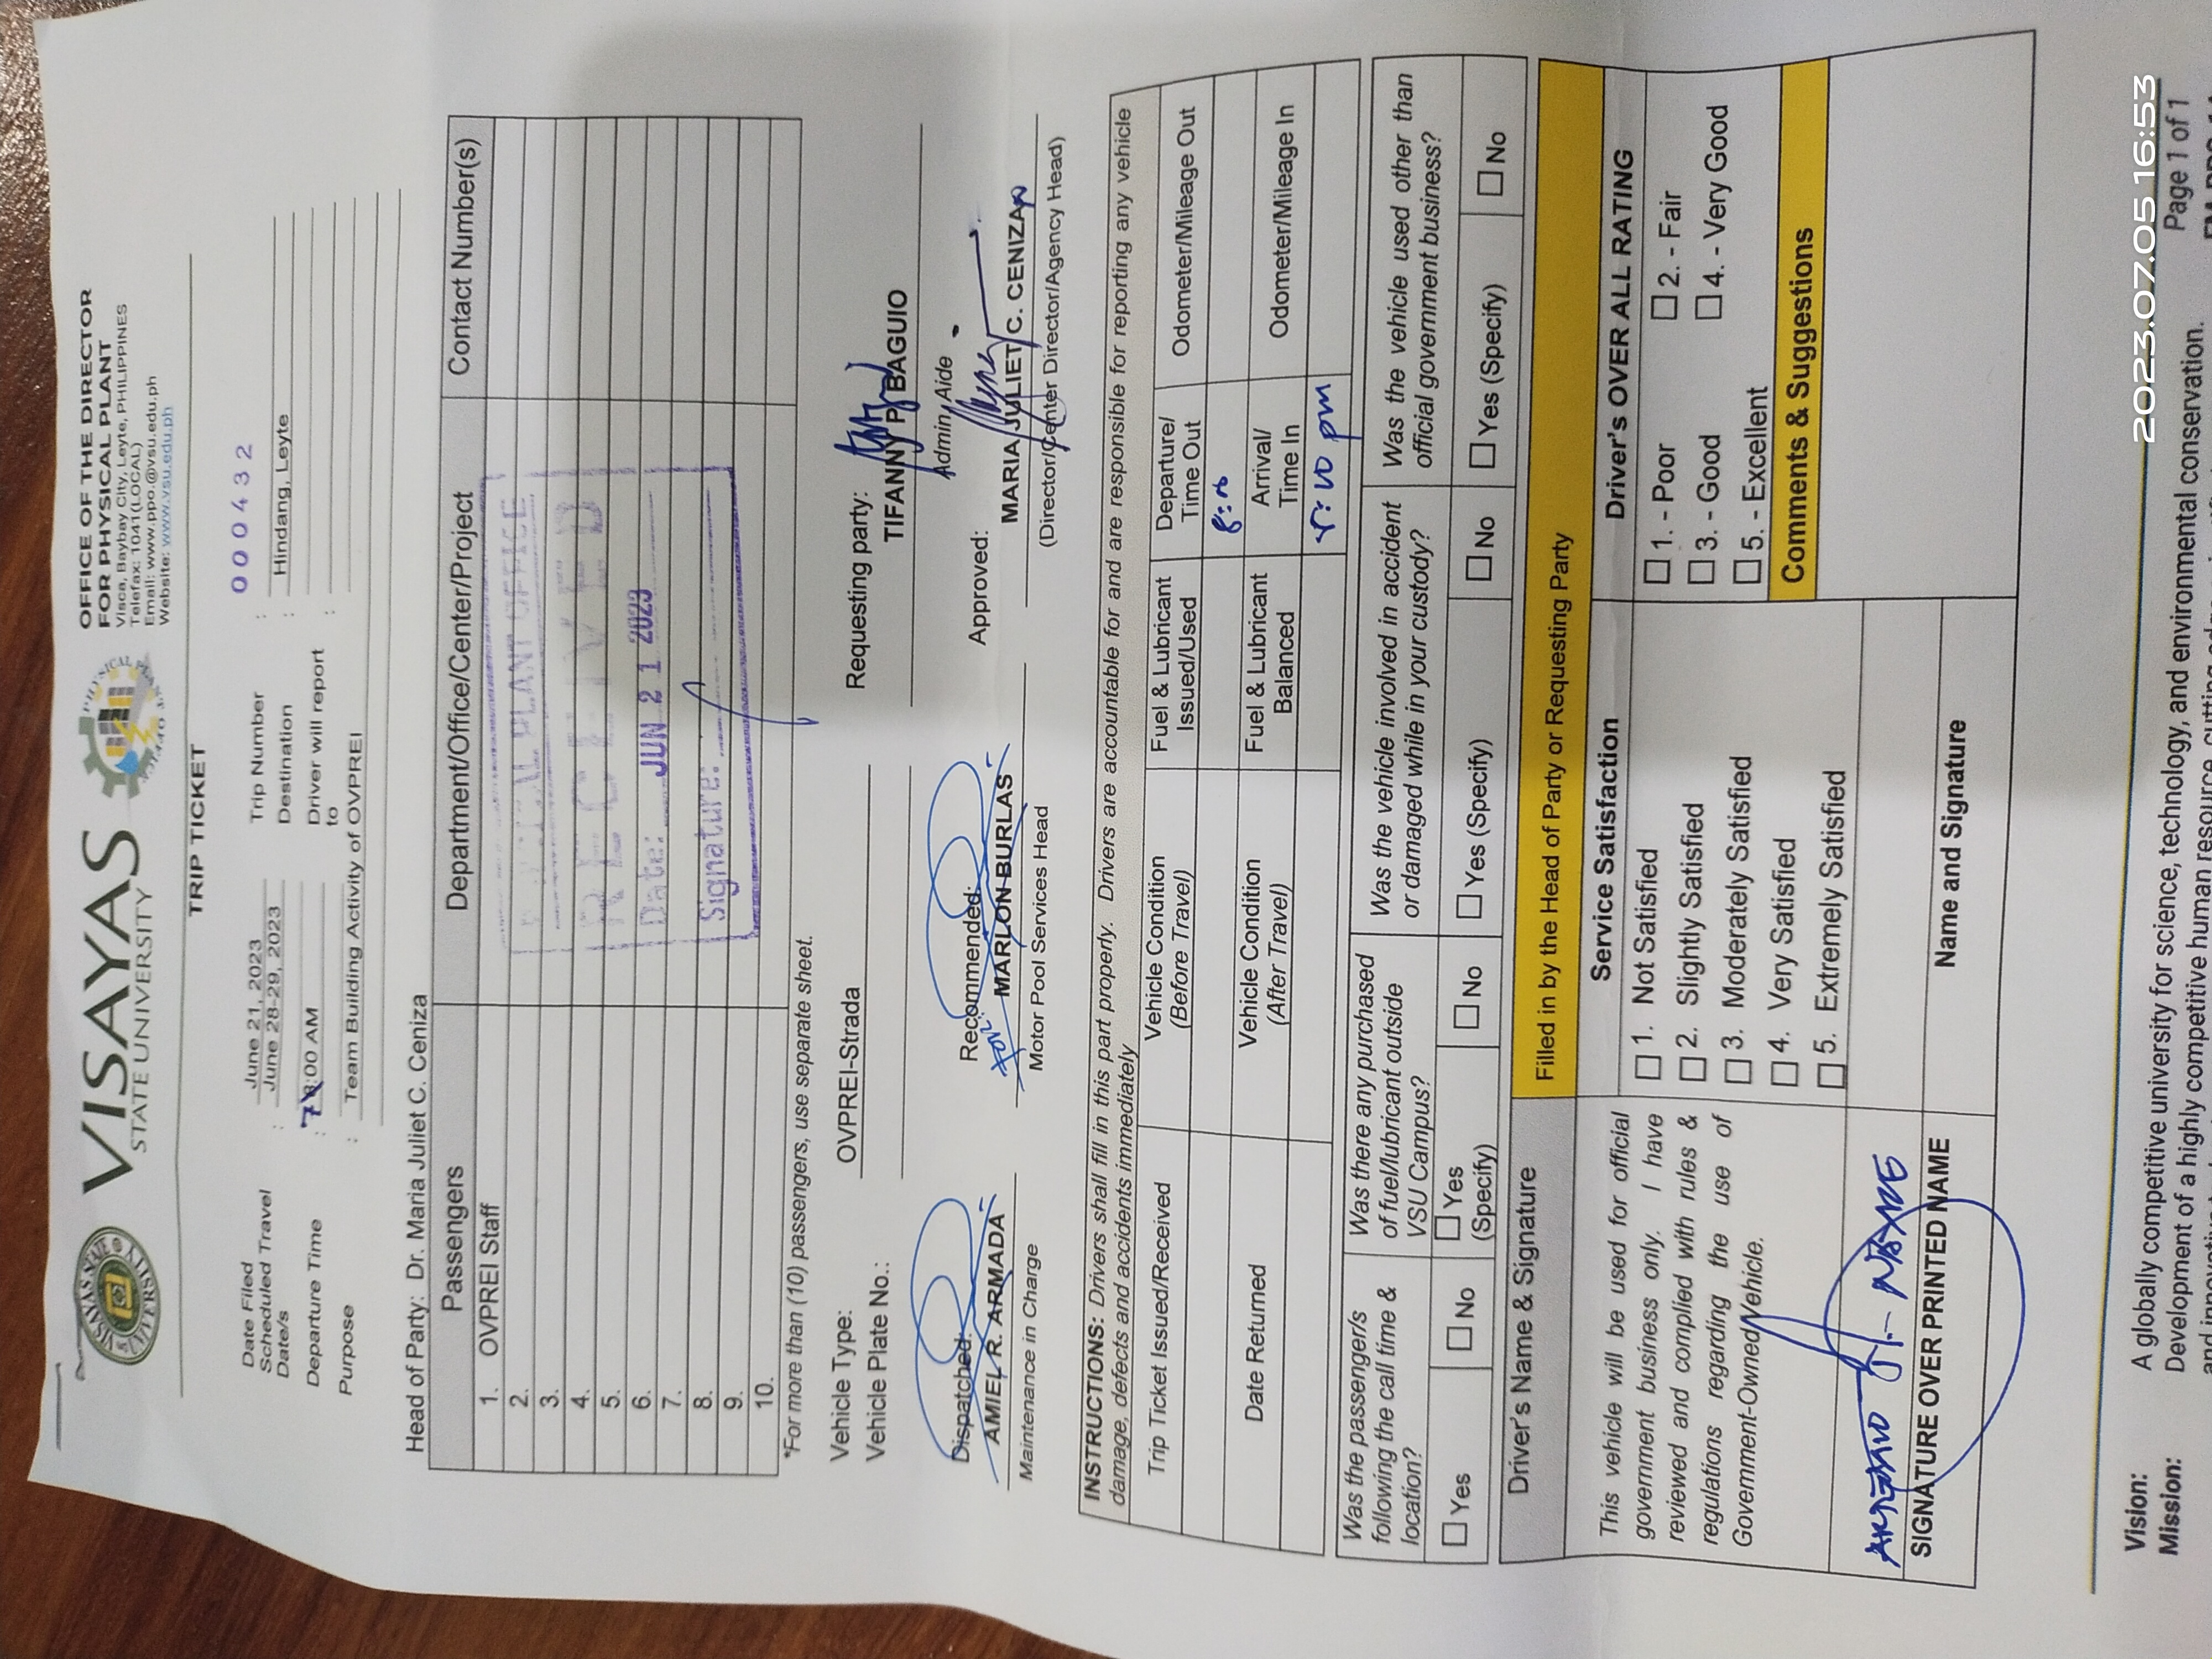 VISAYAS
STATE UNIVERSITY
OFFICE OF THE DIRECTOR
FOR PHYSICAL PLANT
Visca, Baybay City, Leyte, PHILIPPINES
Telefax: 1041(LOCAL)
Email: www.ppo.@vsu.edu.ph
Website: www.vsu.edu.ph
TRIP TICKET
Date Filed June 21, 2023 Trip Number : 000432
Scheduled Travel Date/s : June 28-29, 2023 Destination : Hindang, Leyte
Departure Time : 7:00 AM Driver will report to :
Purpose : Team Building Activity of OVPREI
Head of Party: Dr. Maria Juliet C. Ceniza
Passengers Department/Office/Center/Project Contact Number(s)
1. OVPREI Staff
2.
3.
4.
5.
6.
7.
8.
9.
10.
PLANT OFFICE
RECEIVED
Date: JUN 21 2023
Signature:
*For more than (10) passengers, use separate sheet.
Vehicle Type: OVPREI-Strada
Vehicle Plate No.:
Requesting party:
TIFANNY P. BAGUIO
Admin Aide
Dispatched: Recommended: Approved:
for:
AMIEL R. ARMADA MARLON BURLAS MARIA JULIET C. CENIZA
Maintenance in Charge Motor Pool Services Head (Director/Center Director/Agency Head)
INSTRUCTIONS: Drivers shall fill in this part properly. Drivers are accountable for and are responsible for reporting any vehicle
damage, defects and accidents immediately
Trip Ticket Issued/Received Vehicle Condition (Before Travel) Fuel & Lubricant Issued/Used Departure/ Time Out Odometer/Mileage Out
Date Returned Vehicle Condition (After Travel) Fuel & Lubricant Balanced Arrival/ Time In Odometer/Mileage In
Was the passenger/s following the call time & location? Was there any purchased of fuel/lubricant outside VSU Campus? Was the vehicle involved in accident or damaged while in your custody? Was the vehicle used other than official government business?
Yes No Yes (Specify) No Yes (Specify) No Yes (Specify) No
Driver's Name & Signature Filled in by the Head of Party or Requesting Party
This vehicle will be used for official
government business only. I have
reviewed and complied with rules &
regulations regarding the use of
Government-Owned Vehicle.
SIGNATURE OVER PRINTED NAME
Service Satisfaction
1. Not Satisfied
2. Slightly Satisfied
3. Moderately Satisfied
4. Very Satisfied
5. Extremely Satisfied
Name and Signature
Driver's OVER ALL RATING
1. - Poor 2. - Fair
3. - Good 4. - Very Good
5. - Excellent
Comments & Suggestions
Vision: A globally competitive university for science, technology, and environmental conservation.
Mission: Development of a highly competitive human resource, cutting-edge
Page 1 of 1
2023.07.05 16:53